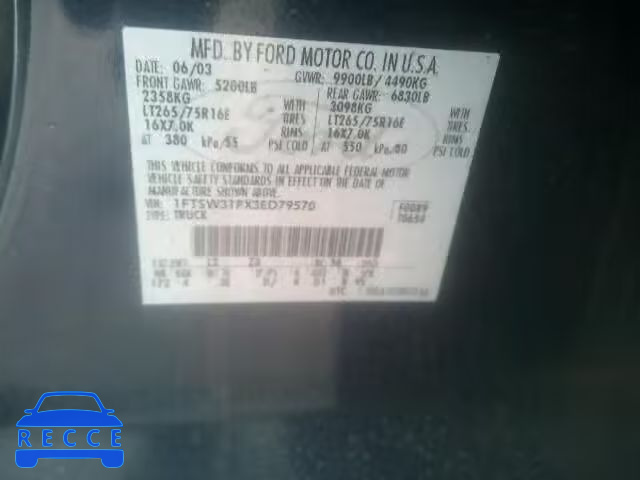 MFD. BY FORD MOTOR CO. IN U.S.A.
DATE: 06/03 GVWR: 9900LB/ 4490KG
FRONT GAWR: 5200LB REAR GAWR: 6830LB
2358KG WITH 3098KG WITH
LT265/75R16E TIRES LT265/75R16E TIRES
16X7.0K RIMS 16X7.0K RIMS
AT 380 kPa/55 PSI COLD AT 550 kPa/80 PSI COLD
THIS VEHICLE CONFORMS TO ALL APPLICABLE FEDERAL MOTOR
VEHICLE SAFETY STANDARDS IN EFFECT ON THE DATE OF
MANUFACTURE SHOWN ABOVE.
VIN: 1FTSW31PX3ED79570 F0089
TYPE: TRUCK
RECCE